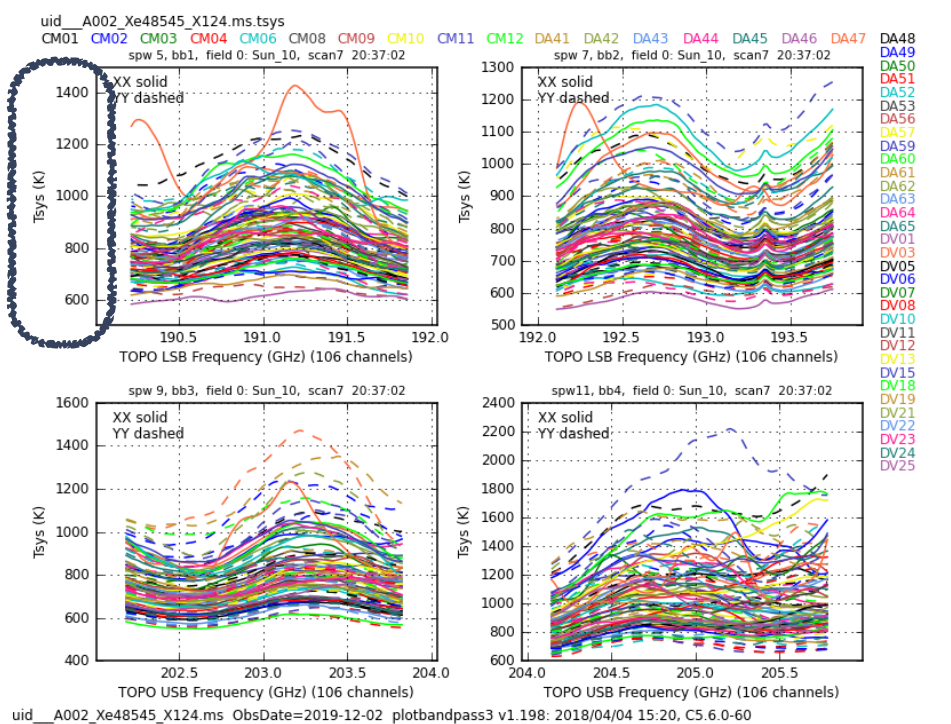 uid___A002_Xe48545_X124.ms.tsys
CM01 CM02 CM03 CM04 CM06 CM08 CM09 CM10 CM11 CM12 DA41 DA42 DA43 DA44 DA45 DA46 DA47 DA48
DA49
DA50
DA51
DA52
DA53
DA56
DA57
DA59
DA60
DA61
DA62
DA63
DA64
DA65
DV01
DV03
DV05
DV06
DV07
DV08
DV10
DV11
DV12
DV13
DV15
DV18
DV19
DV21
DV22
DV23
DV24
DV25
spw 5, bb1, field 0: Sun_10, scan7 20:37:02
XX solid
YY dashed
Tsys (K)
1400
1200
1000
800
600
190.5 191.0 191.5 192.0
TOPO LSB Frequency (GHz) (106 channels)
spw 7, bb2, field 0: Sun_10, scan7 20:37:02
XX solid
YY dashed
Tsys (K)
1300
1200
1100
1000
900
800
700
600
500
192.0 192.5 193.0 193.5
TOPO LSB Frequency (GHz) (106 channels)
spw 9, bb3, field 0: Sun_10, scan7 20:37:02
XX solid
YY dashed
Tsys (K)
1600
1400
1200
1000
800
600
400
202.5 203.0 203.5 204.0
TOPO USB Frequency (GHz) (106 channels)
spw11, bb4, field 0: Sun_10, scan7 20:37:02
XX solid
YY dashed
Tsys (K)
2400
2200
2000
1800
1600
1400
1200
1000
800
600
204.0 204.5 205.0 205.5
TOPO USB Frequency (GHz) (106 channels)
uid___A002_Xe48545_X124.ms ObsDate=2019-12-02 plotbandpass3 v1.198: 2018/04/04 15:20, C5.6.0-60